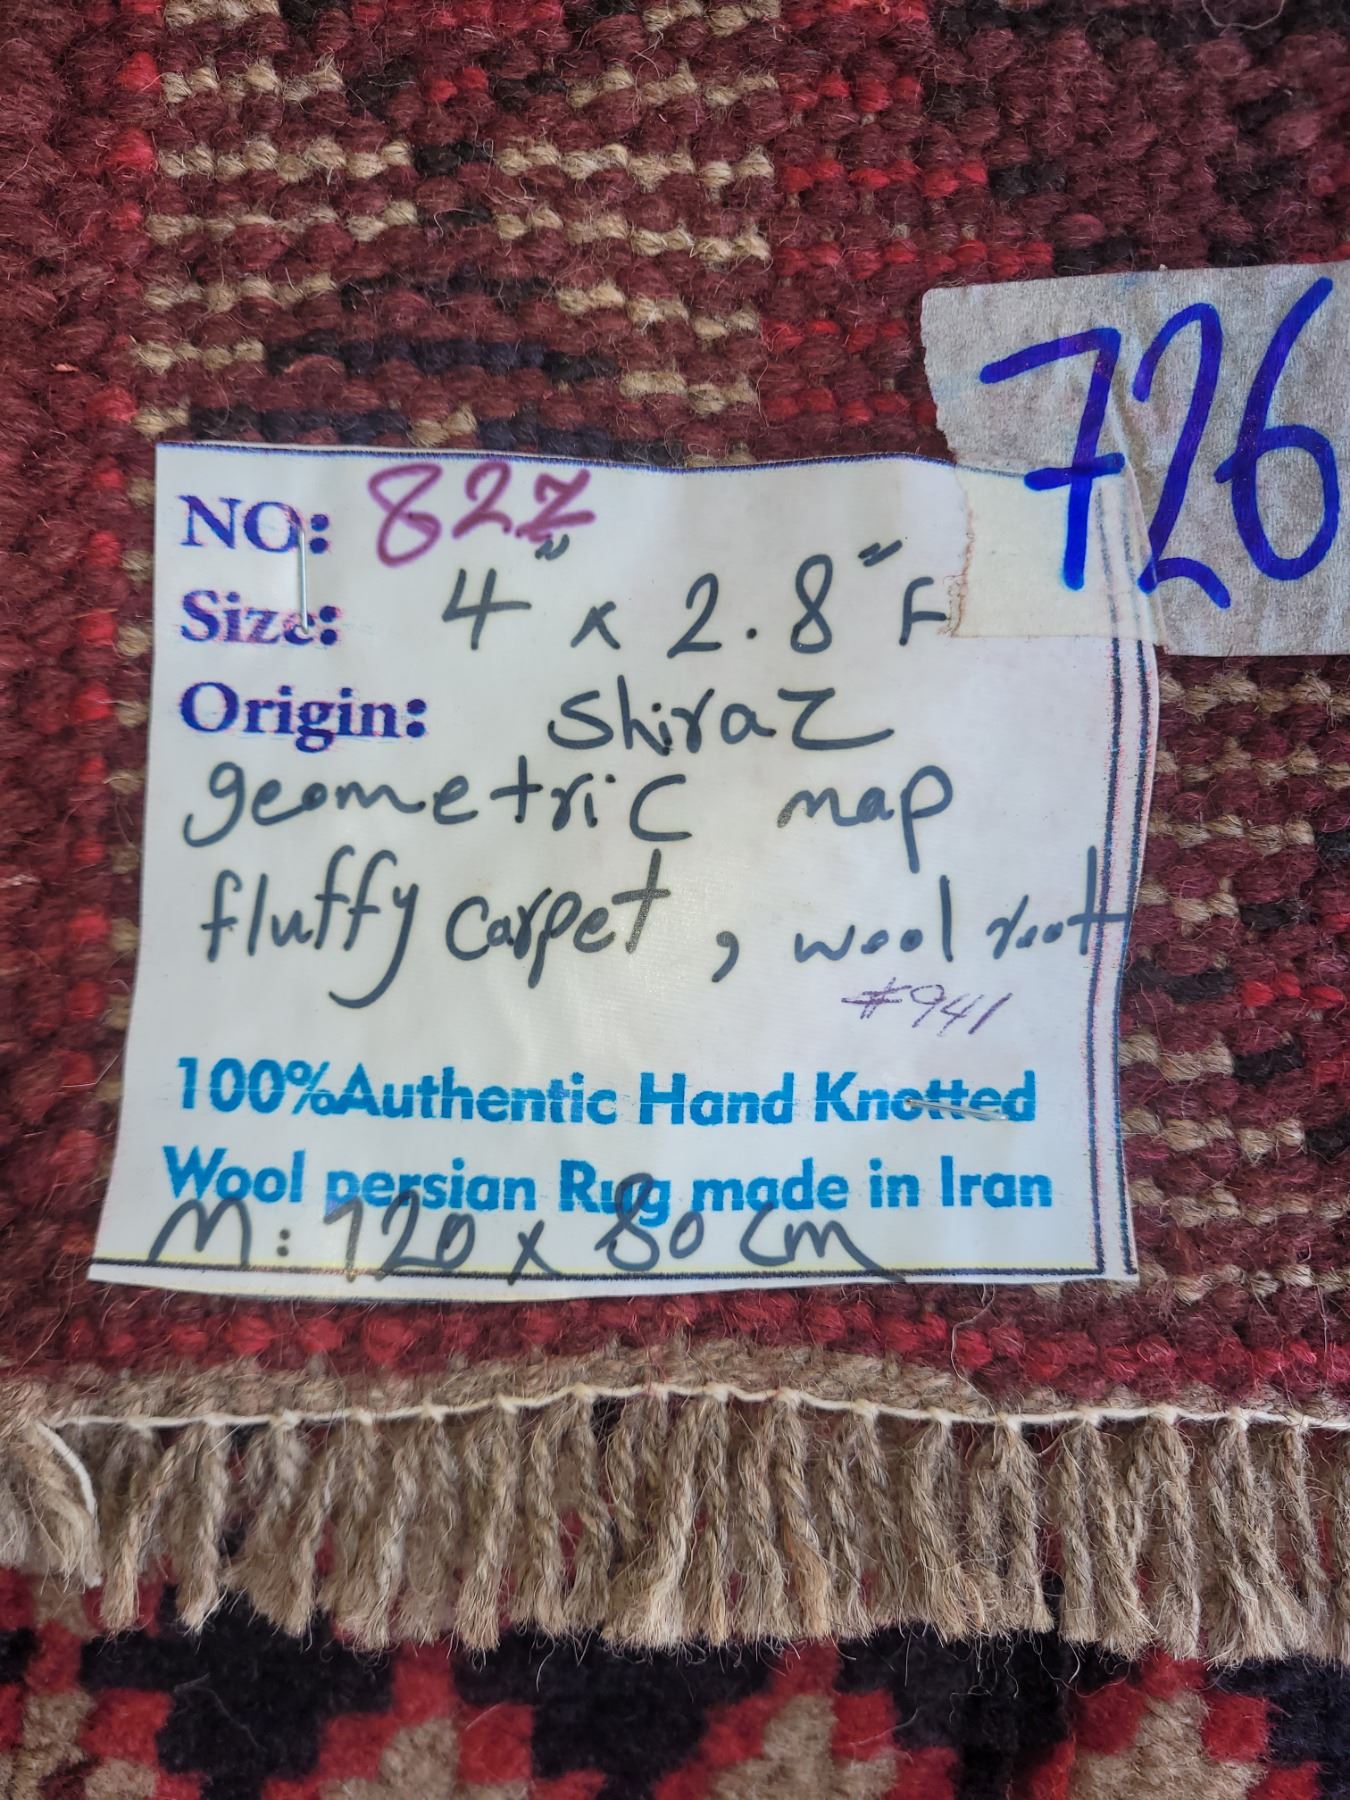 726
NO: 822
Size: 4" x 2.8" F
Origin: Shiraz
geometric map
fluffy carpet, wool root
#941
100%Authentic Hand Knotted
Wool persian Rug made in Iran
M: 120 x 80 cm